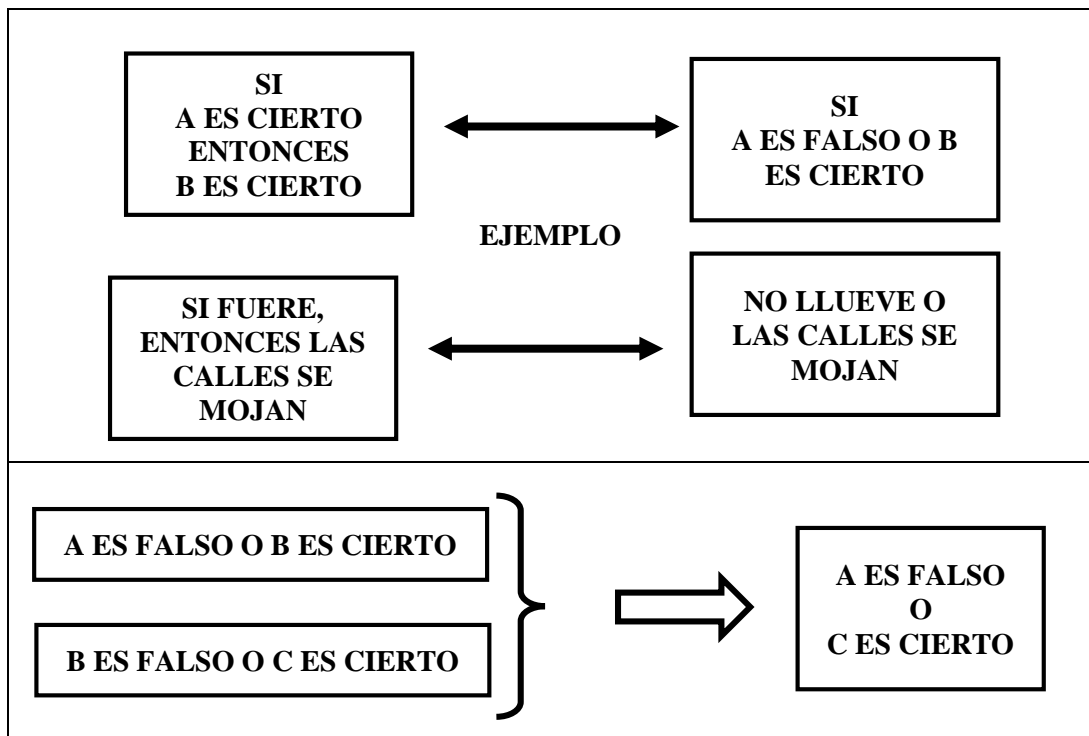 SI
A ES CIERTO
ENTONCES
B ES CIERTO
SI
A ES FALSO O B
ES CIERTO
EJEMPLO
SI FUERE,
ENTONCES LAS
CALLES SE
MOJAN
NO LLUEVE O
LAS CALLES SE
MOJAN
A ES FALSO O B ES CIERTO
B ES FALSO O C ES CIERTO
A ES FALSO
O
C ES CIERTO